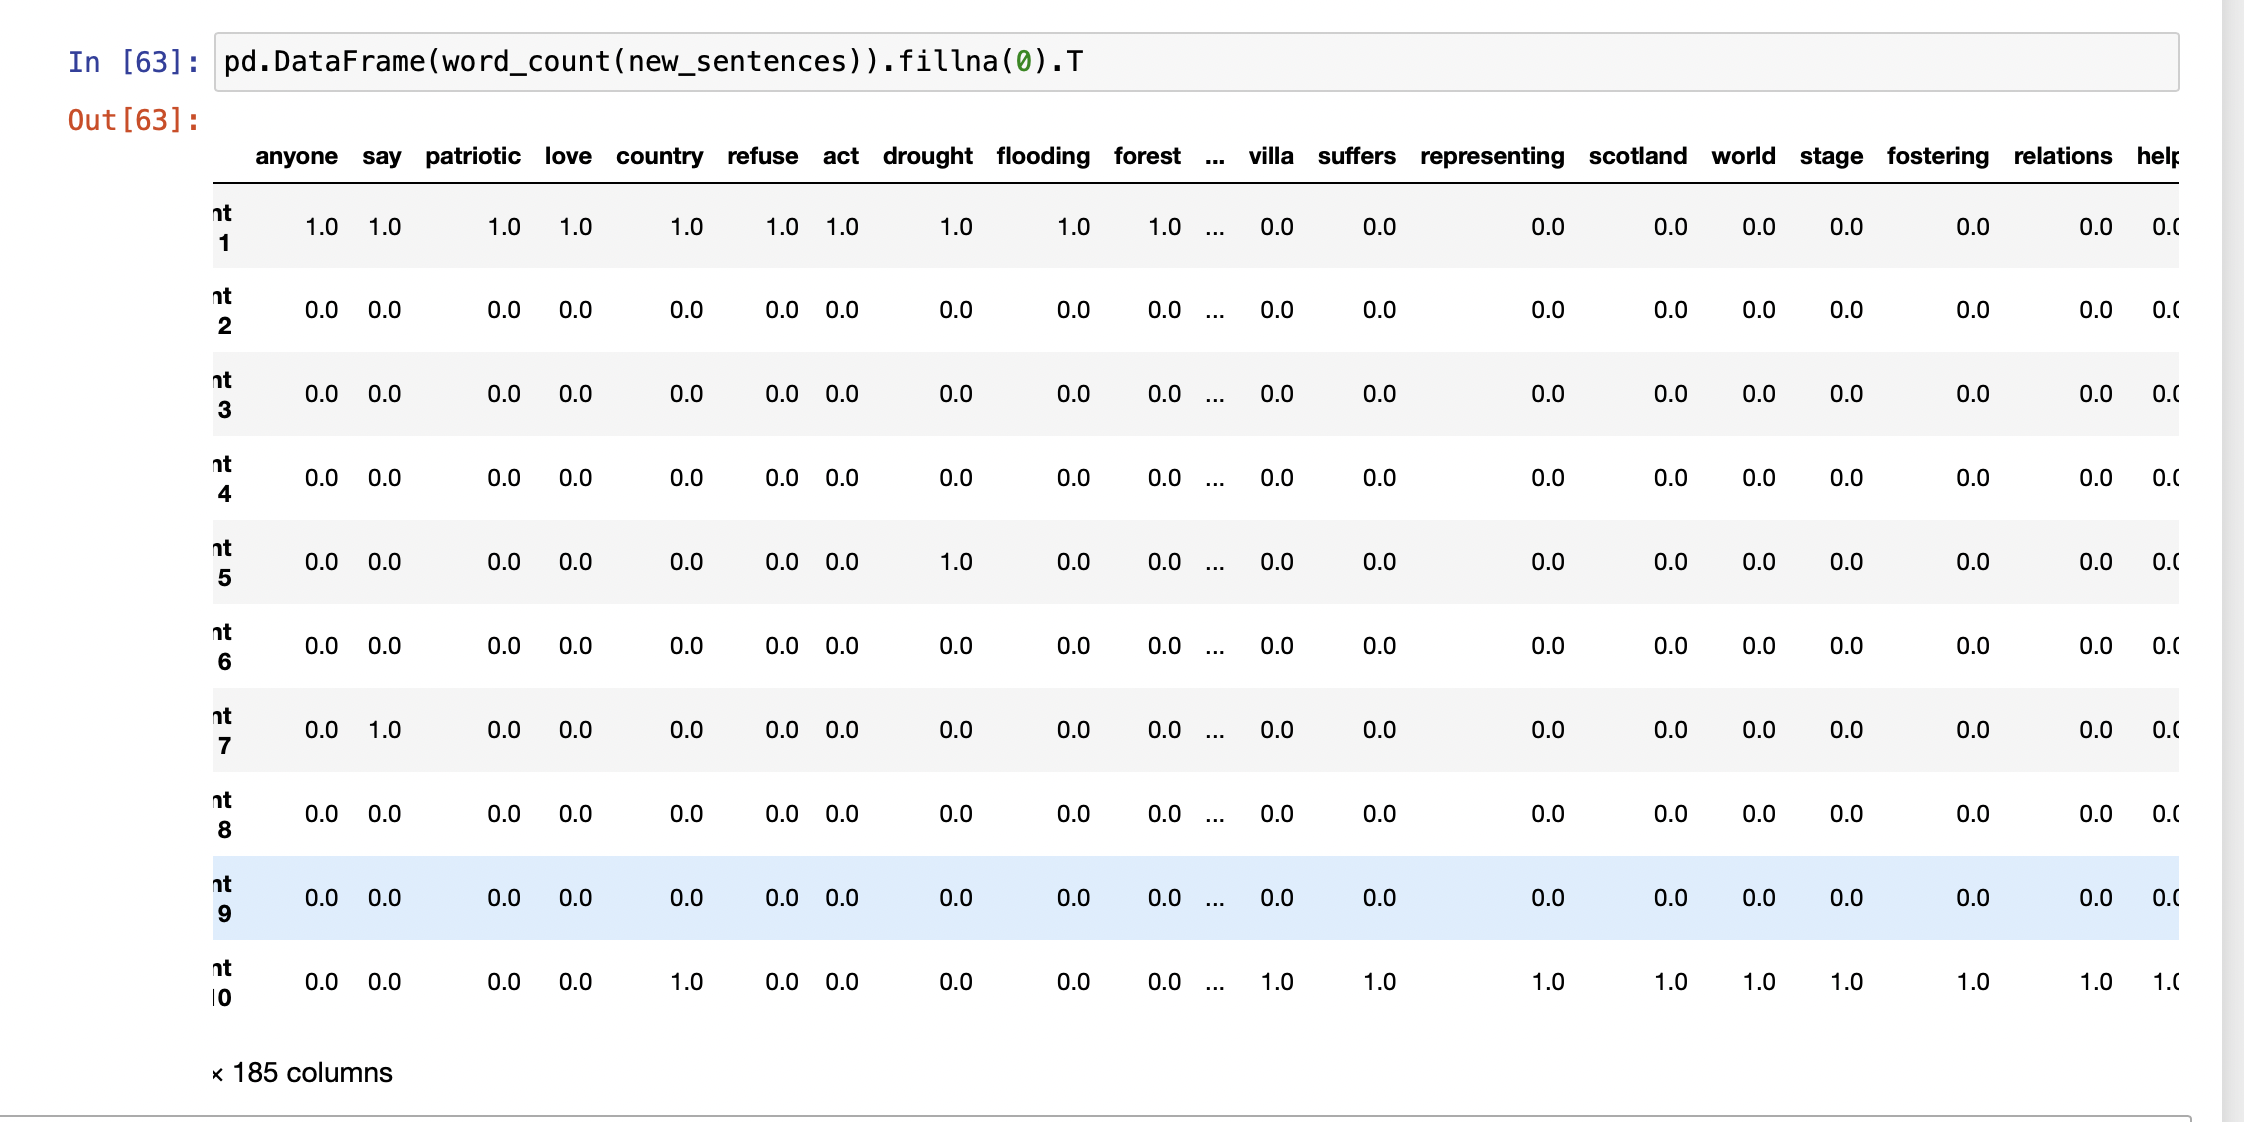 In [63]: pd.DataFrame(word_count(new_sentences)).fillna(0).T
Out[63]:
anyone say patriotic love country refuse act drought flooding forest ... villa suffers representing scotland world stage fostering relations help
nt
1 1.0 1.0 1.0 1.0 1.0 1.0 1.0 1.0 1.0 1.0 ... 0.0 0.0 0.0 0.0 0.0 0.0 0.0 0.0 0.0
nt
2 0.0 0.0 0.0 0.0 0.0 0.0 0.0 0.0 0.0 0.0 ... 0.0 0.0 0.0 0.0 0.0 0.0 0.0 0.0 0.0
nt
3 0.0 0.0 0.0 0.0 0.0 0.0 0.0 0.0 0.0 0.0 ... 0.0 0.0 0.0 0.0 0.0 0.0 0.0 0.0 0.0
nt
4 0.0 0.0 0.0 0.0 0.0 0.0 0.0 0.0 0.0 0.0 ... 0.0 0.0 0.0 0.0 0.0 0.0 0.0 0.0 0.0
nt
5 0.0 0.0 0.0 0.0 0.0 0.0 0.0 1.0 0.0 0.0 ... 0.0 0.0 0.0 0.0 0.0 0.0 0.0 0.0 0.0
nt
6 0.0 0.0 0.0 0.0 0.0 0.0 0.0 0.0 0.0 0.0 ... 0.0 0.0 0.0 0.0 0.0 0.0 0.0 0.0 0.0
nt
7 0.0 1.0 0.0 0.0 0.0 0.0 0.0 0.0 0.0 0.0 ... 0.0 0.0 0.0 0.0 0.0 0.0 0.0 0.0 0.0
nt
8 0.0 0.0 0.0 0.0 0.0 0.0 0.0 0.0 0.0 0.0 ... 0.0 0.0 0.0 0.0 0.0 0.0 0.0 0.0 0.0
nt
9 0.0 0.0 0.0 0.0 0.0 0.0 0.0 0.0 0.0 0.0 ... 0.0 0.0 0.0 0.0 0.0 0.0 0.0 0.0 0.0
nt
10 0.0 0.0 0.0 0.0 1.0 0.0 0.0 0.0 0.0 0.0 ... 1.0 1.0 1.0 1.0 1.0 1.0 1.0 1.0 1.0
× 185 columns